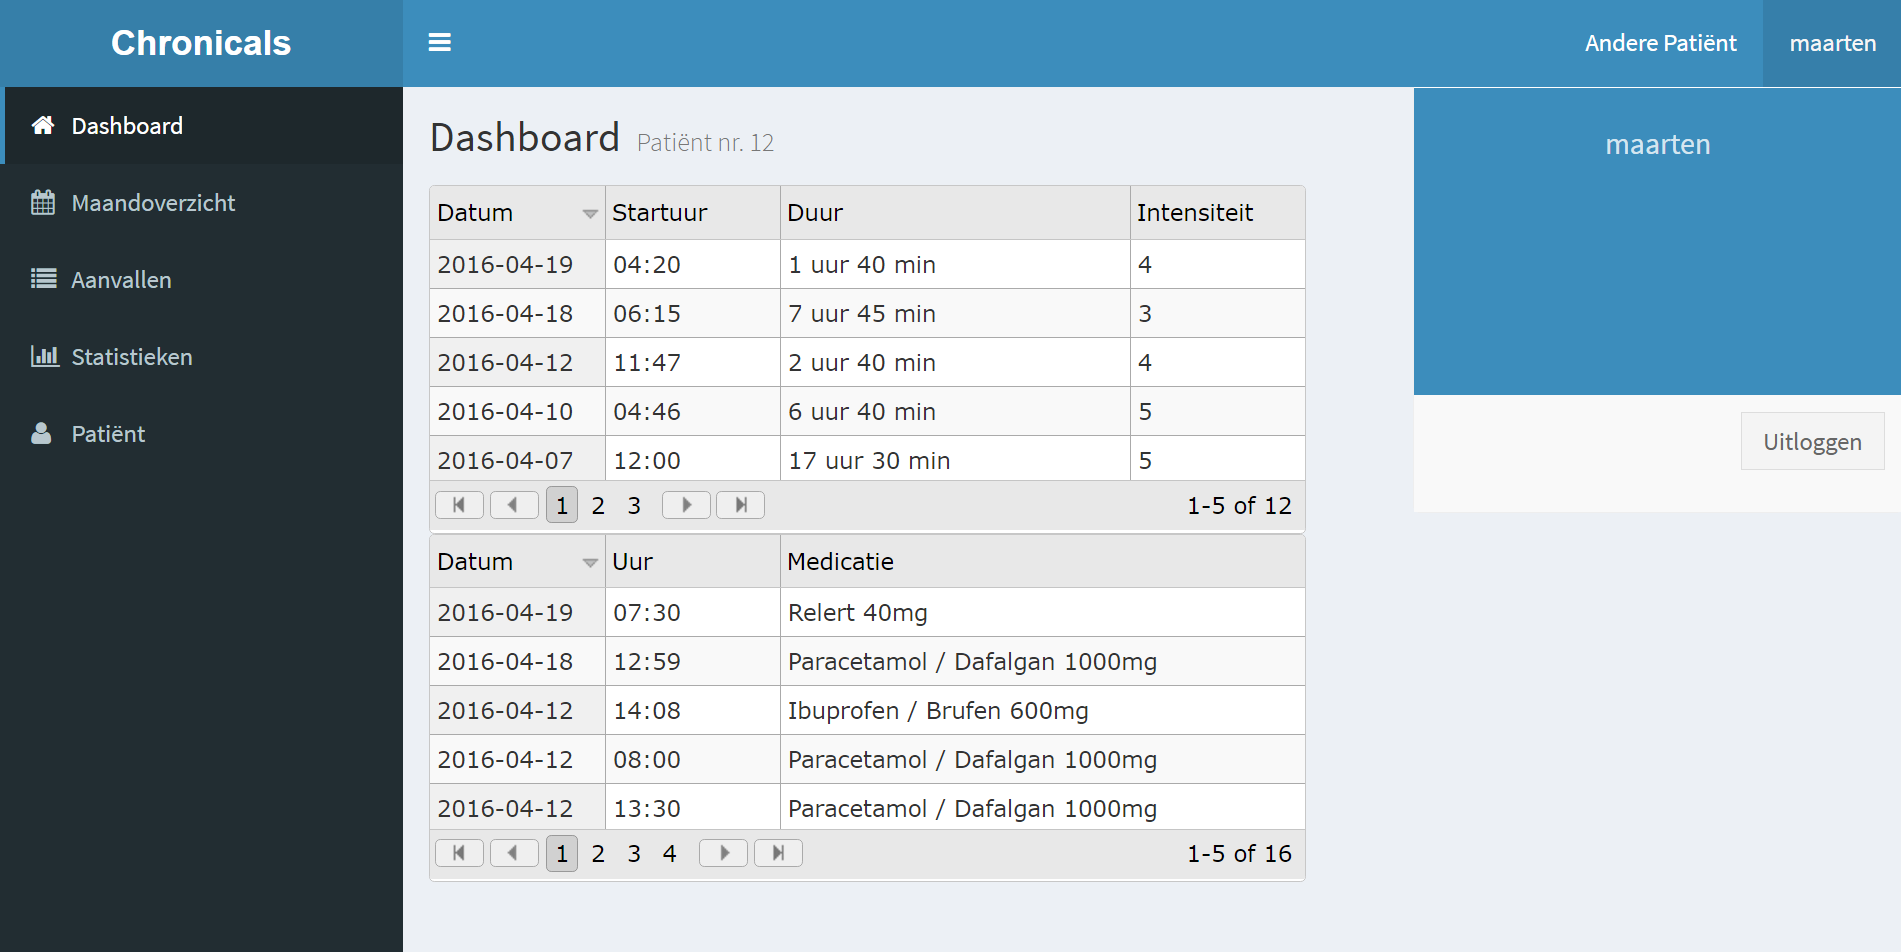 Chronicals
Andere Patiënt
maarten
Dashboard
Maandoverzicht
Aanvallen
Statistieken
Patiënt
Dashboard Patiënt nr. 12
Datum Startuur Duur Intensiteit
2016-04-19 04:20 1 uur 40 min 4
2016-04-18 06:15 7 uur 45 min 3
2016-04-12 11:47 2 uur 40 min 4
2016-04-10 04:46 6 uur 40 min 5
2016-04-07 12:00 17 uur 30 min 5
1 2 3 1-5 of 12
Datum Uur Medicatie
2016-04-19 07:30 Relert 40mg
2016-04-18 12:59 Paracetamol / Dafalgan 1000mg
2016-04-12 14:08 Ibuprofen / Brufen 600mg
2016-04-12 08:00 Paracetamol / Dafalgan 1000mg
2016-04-12 13:30 Paracetamol / Dafalgan 1000mg
1 2 3 4 1-5 of 16
maarten
Uitloggen